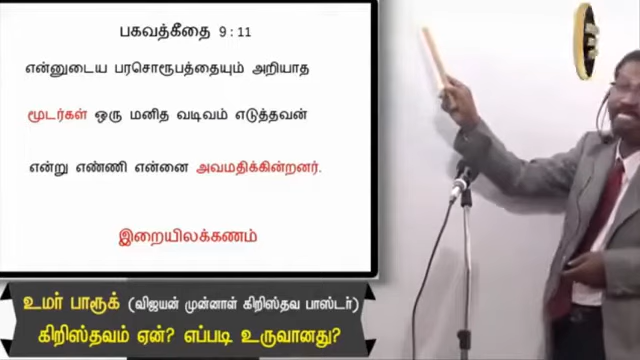 பகவத்கீதை 9:11
என்னுடைய பரசொரூபத்தையும் அறியாத
மூடர்கள் ஒரு மனித வடிவம் எடுத்தவன்
என்று எண்ணி என்னை அவமதிக்கின்றனர்.
இறையிலக்கணம்
உமர் பாரூக் (விஜயன் முன்னாள் கிறிஸ்தவ பாஸ்டர்)
கிறிஸ்தவம் ஏன்? எப்படி உருவானது?